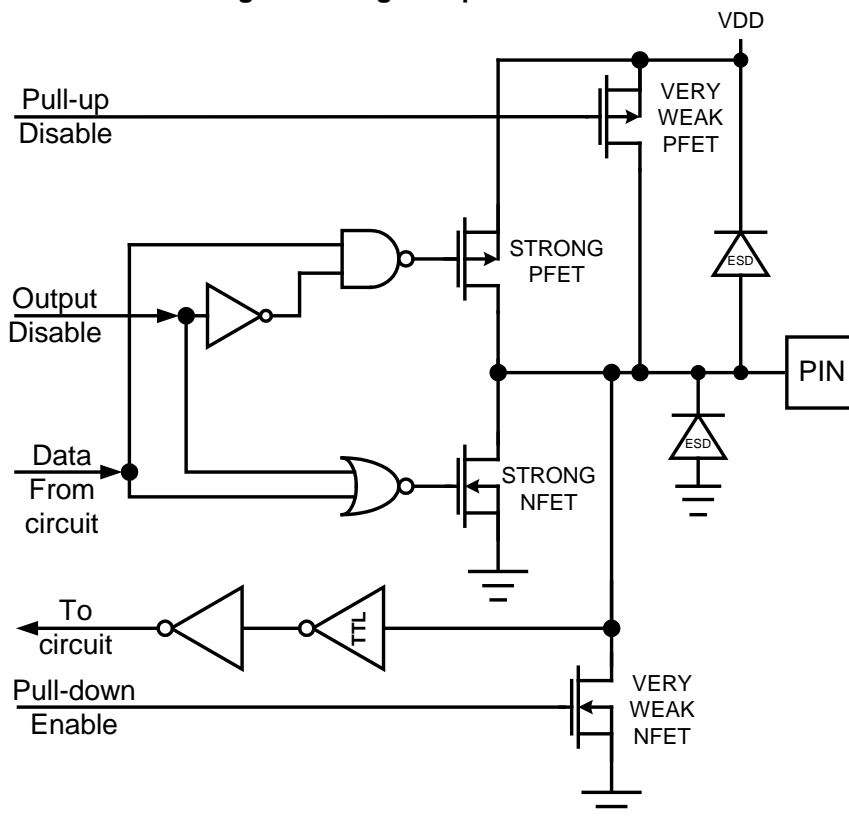 VDD
Pull-up
Disable
VERY
WEAK
PFET
STRONG
PFET
ESD
Output
Disable
PIN
ESD
Data
From
circuit
STRONG
NFET
To
circuit
TTL
Pull-down
Enable
VERY
WEAK
NFET